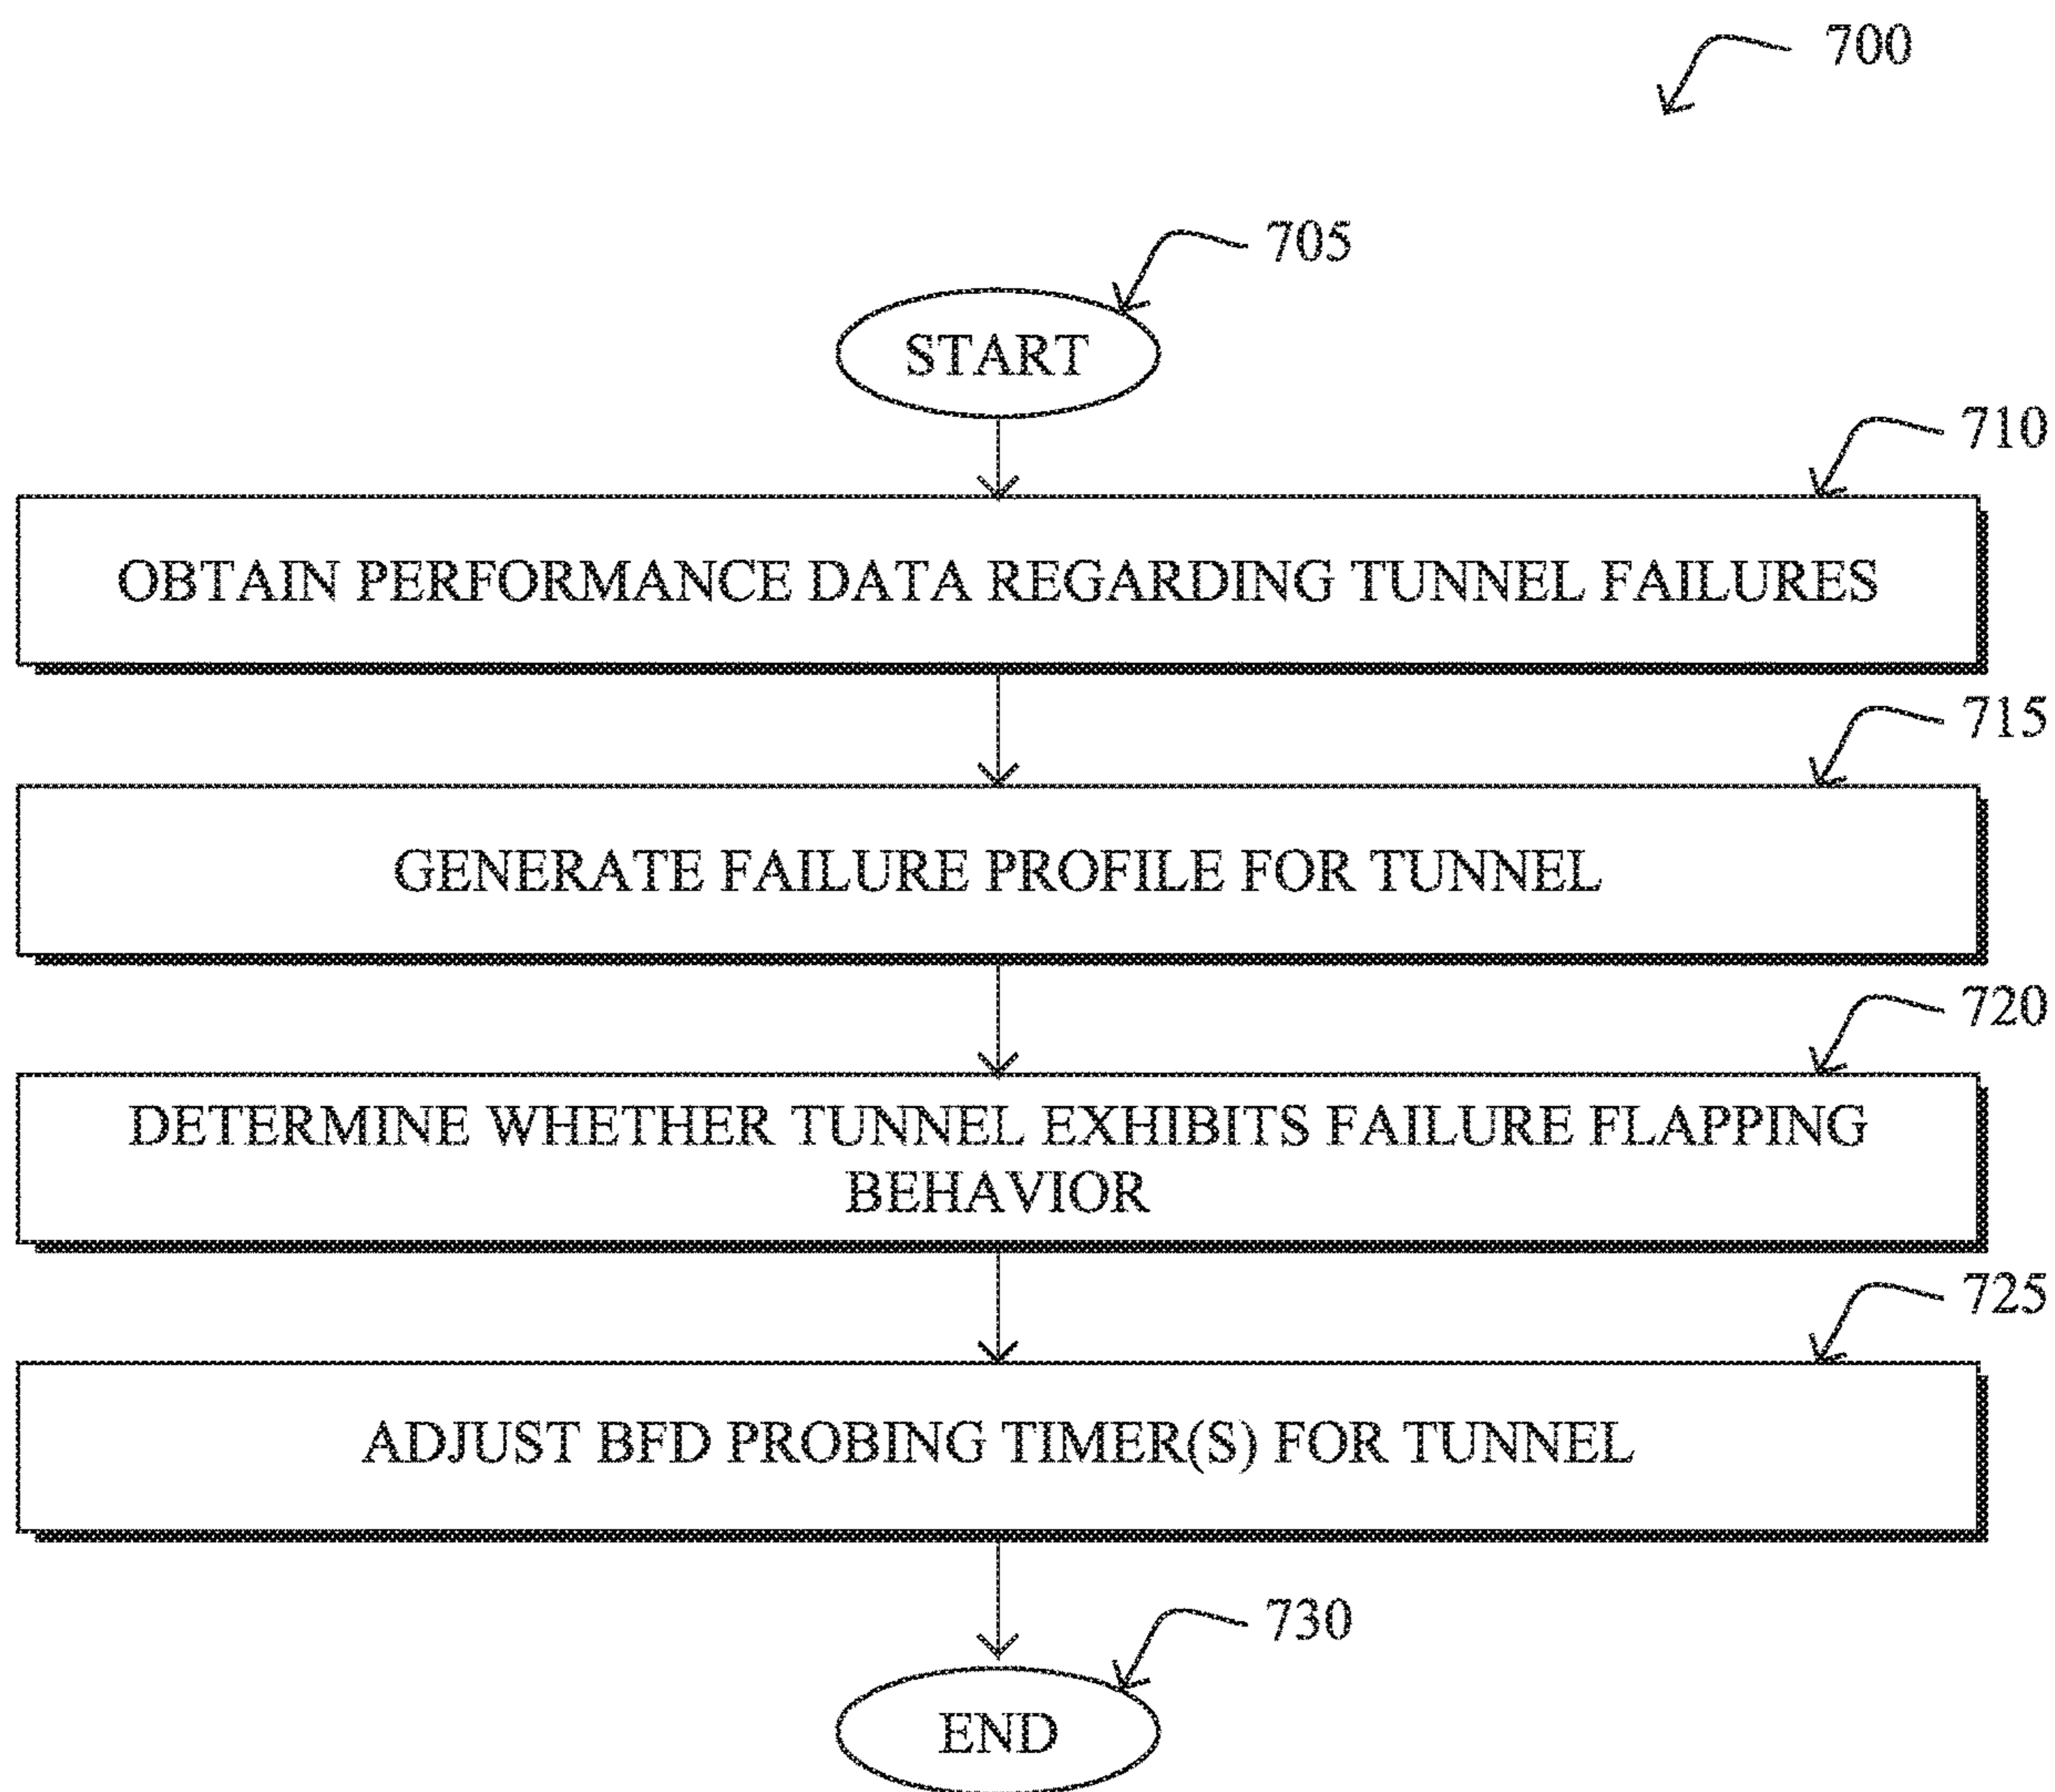 700
705
START
710
OBTAIN PERFORMANCE DATA REGARDING TUNNEL FAILURES
715
GENERATE FAILURE PROFILE FOR TUNNEL
720
DETERMINE WHETHER TUNNEL EXHIBITS FAILURE FLAPPING
BEHAVIOR
725
ADJUST BFD PROBING TIMER(S) FOR TUNNEL
730
END